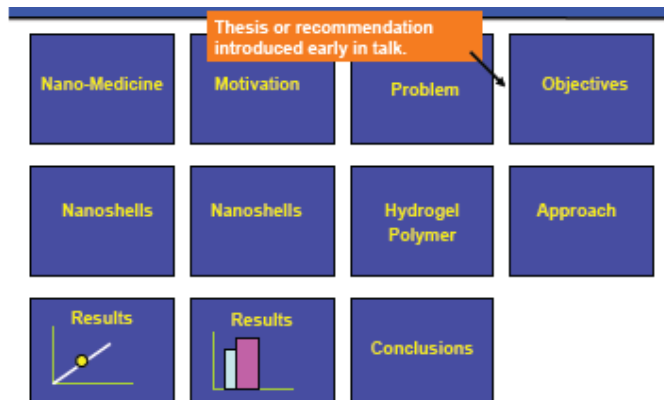 Thesis or recommendation
introduced early in talk.
Nano-Medicine
Motivation
Problem
Objectives
Nanoshells
Nanoshells
Hydrogel
Polymer
Approach
Results
Results
Conclusions